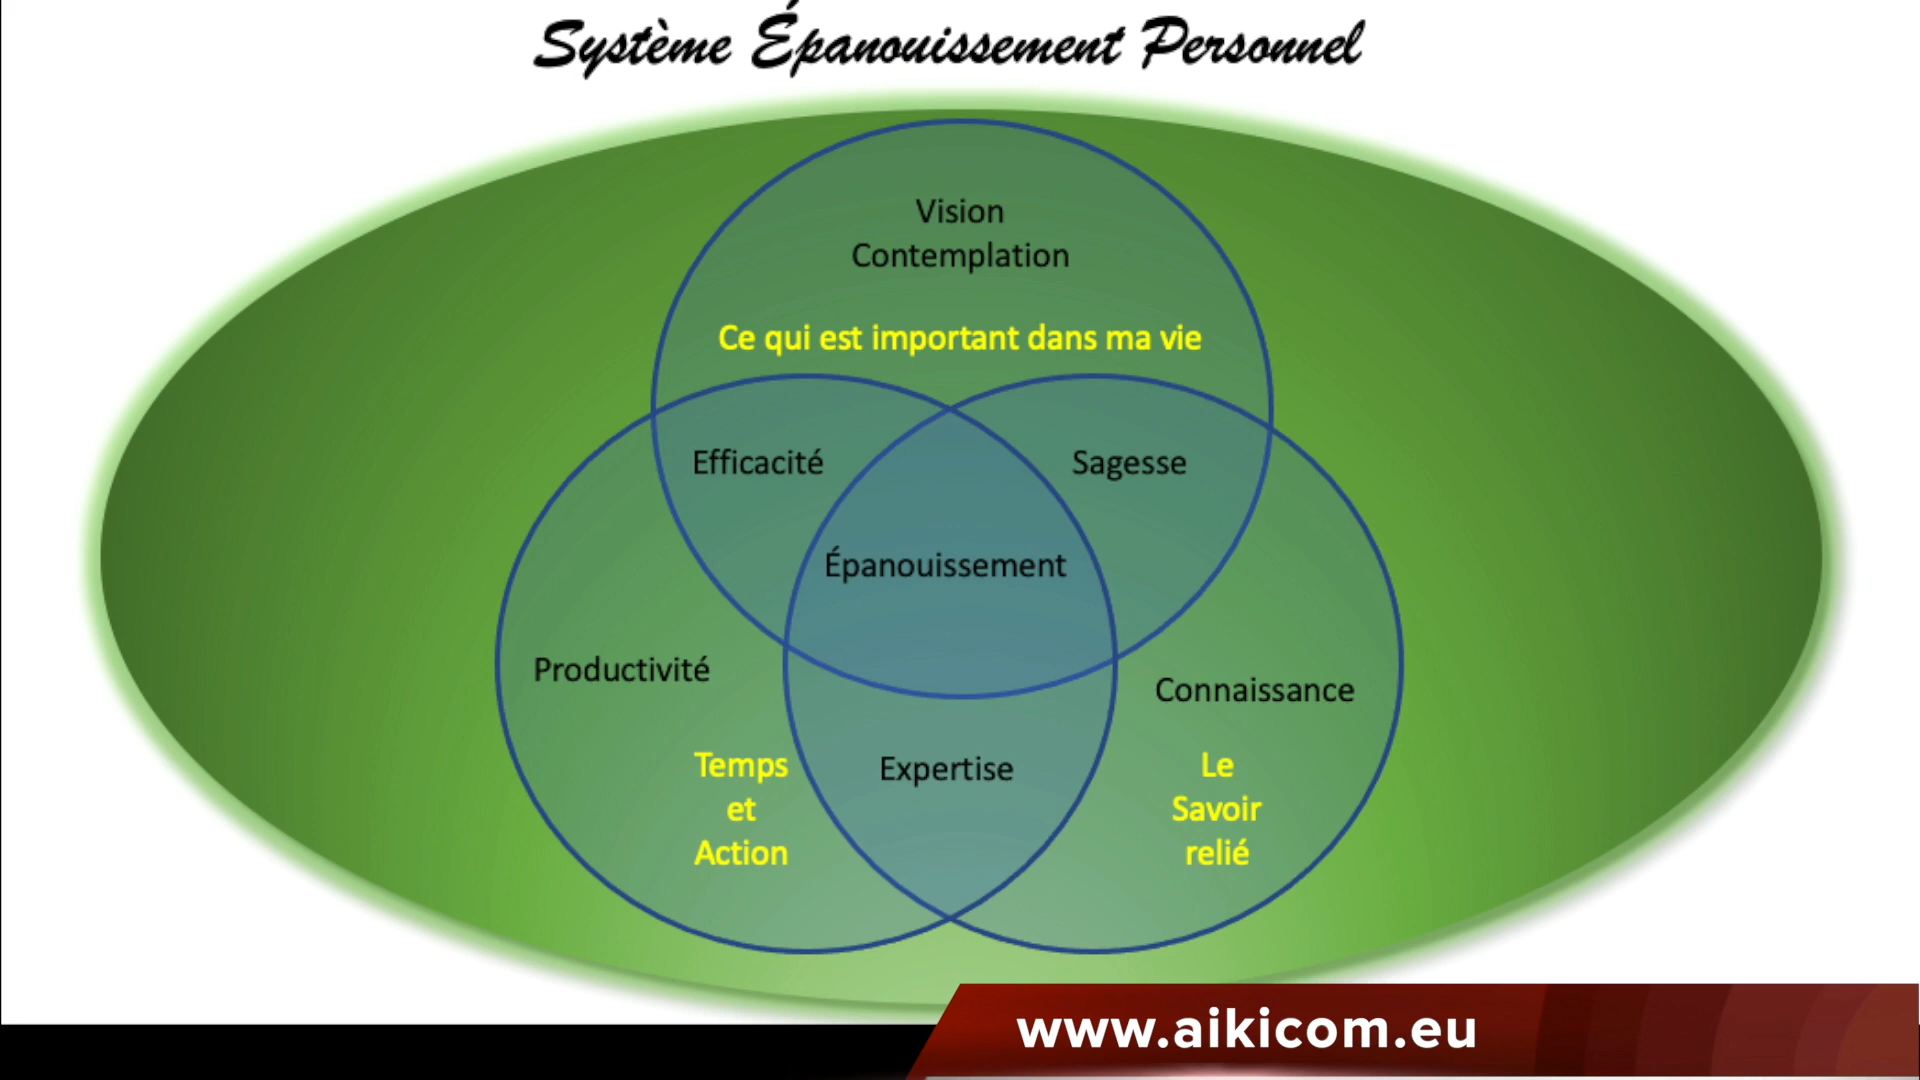 Système Épanouissement Personnel
Vision
Contemplation
Ce qui est important dans ma vie
Efficacité
Sagesse
Épanouissement
Productivité
Connaissance
Temps
et
Action
Expertise
Le
Savoir
relié
www.aikicom.eu